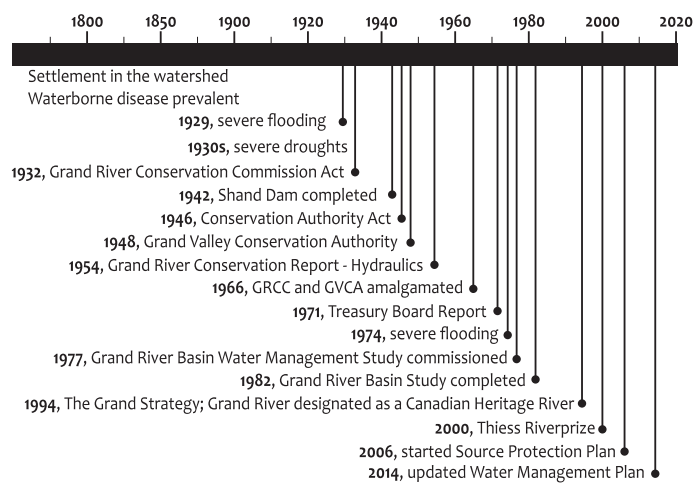 1800 1850 1900 1920 1940 1960 1980 2000 2020
Settlement in the watershed
Waterborne disease prevalent
1929, severe flooding
1930s, severe droughts
1932, Grand River Conservation Commission Act
1942, Shand Dam completed
1946, Conservation Authority Act
1948, Grand Valley Conservation Authority
1954, Grand River Conservation Report - Hydraulics
1966, GRCC and GVCA amalgamated
1971, Treasury Board Report
1974, severe flooding
1977, Grand River Basin Water Management Study commissioned
1982, Grand River Basin Study completed
1994, The Grand Strategy; Grand River designated as a Canadian Heritage River
2000, Thiess Riverprize
2006, started Source Protection Plan
2014, updated Water Management Plan